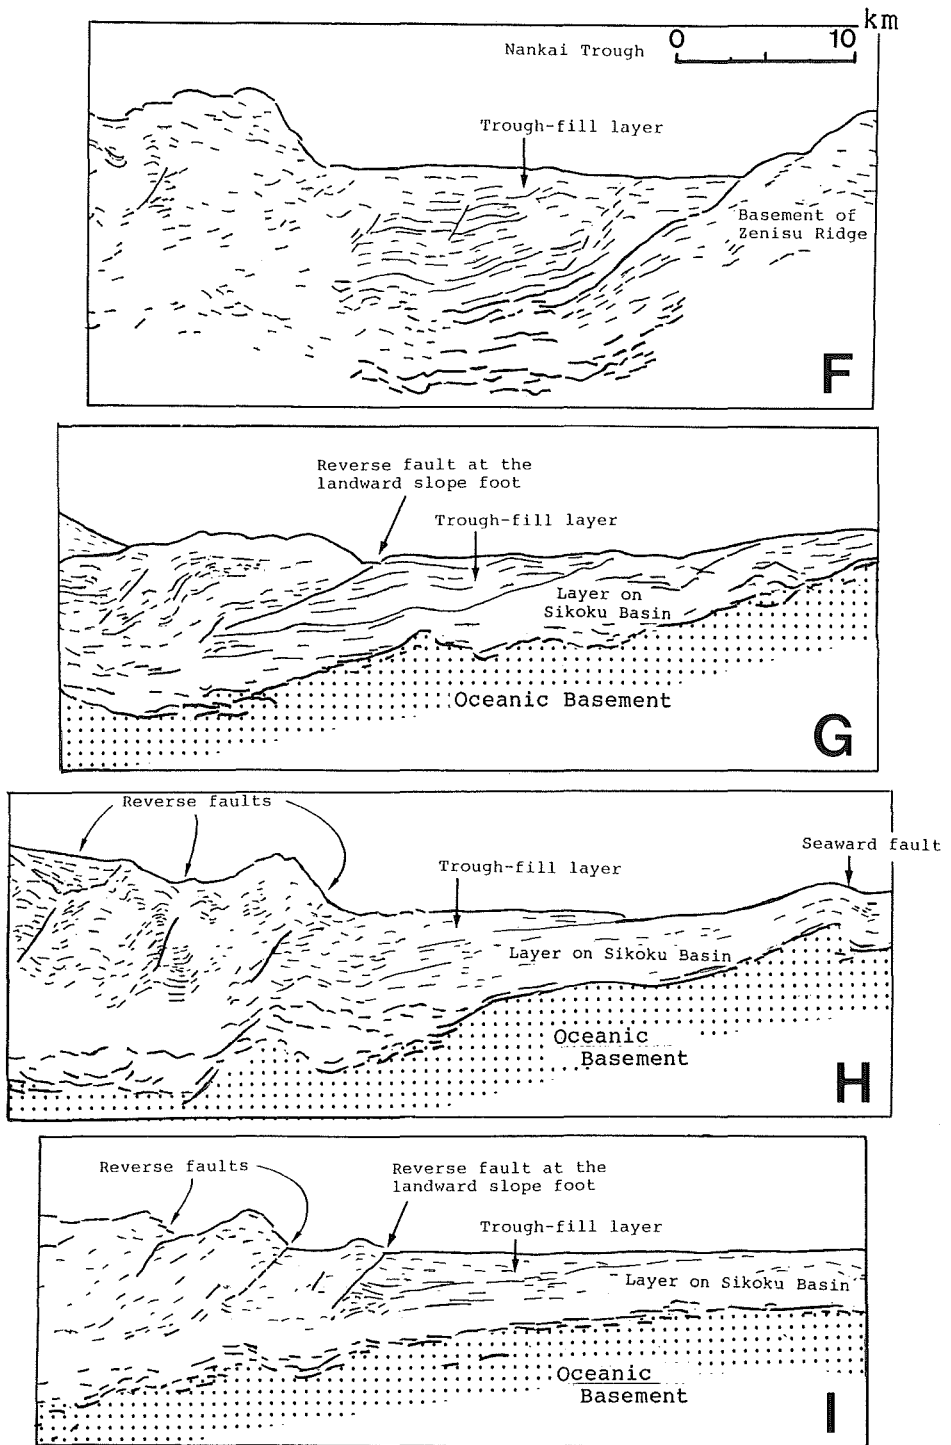 km
0 10
Nankai Trough
Trough-fill layer
Basement of
Zenisu Ridge
F
Reverse fault at the
landward slope foot
Trough-fill layer
Layer on
Sikoku Basin
Oceanic Basement
G
Reverse faults
Seaward fault
Trough-fill layer
Layer on Sikoku Basin
Oceanic
Basement
H
Reverse faults
Reverse fault at the
landward slope foot
Trough-fill layer
Layer on Sikoku Basin
Oceanic
Basement
I